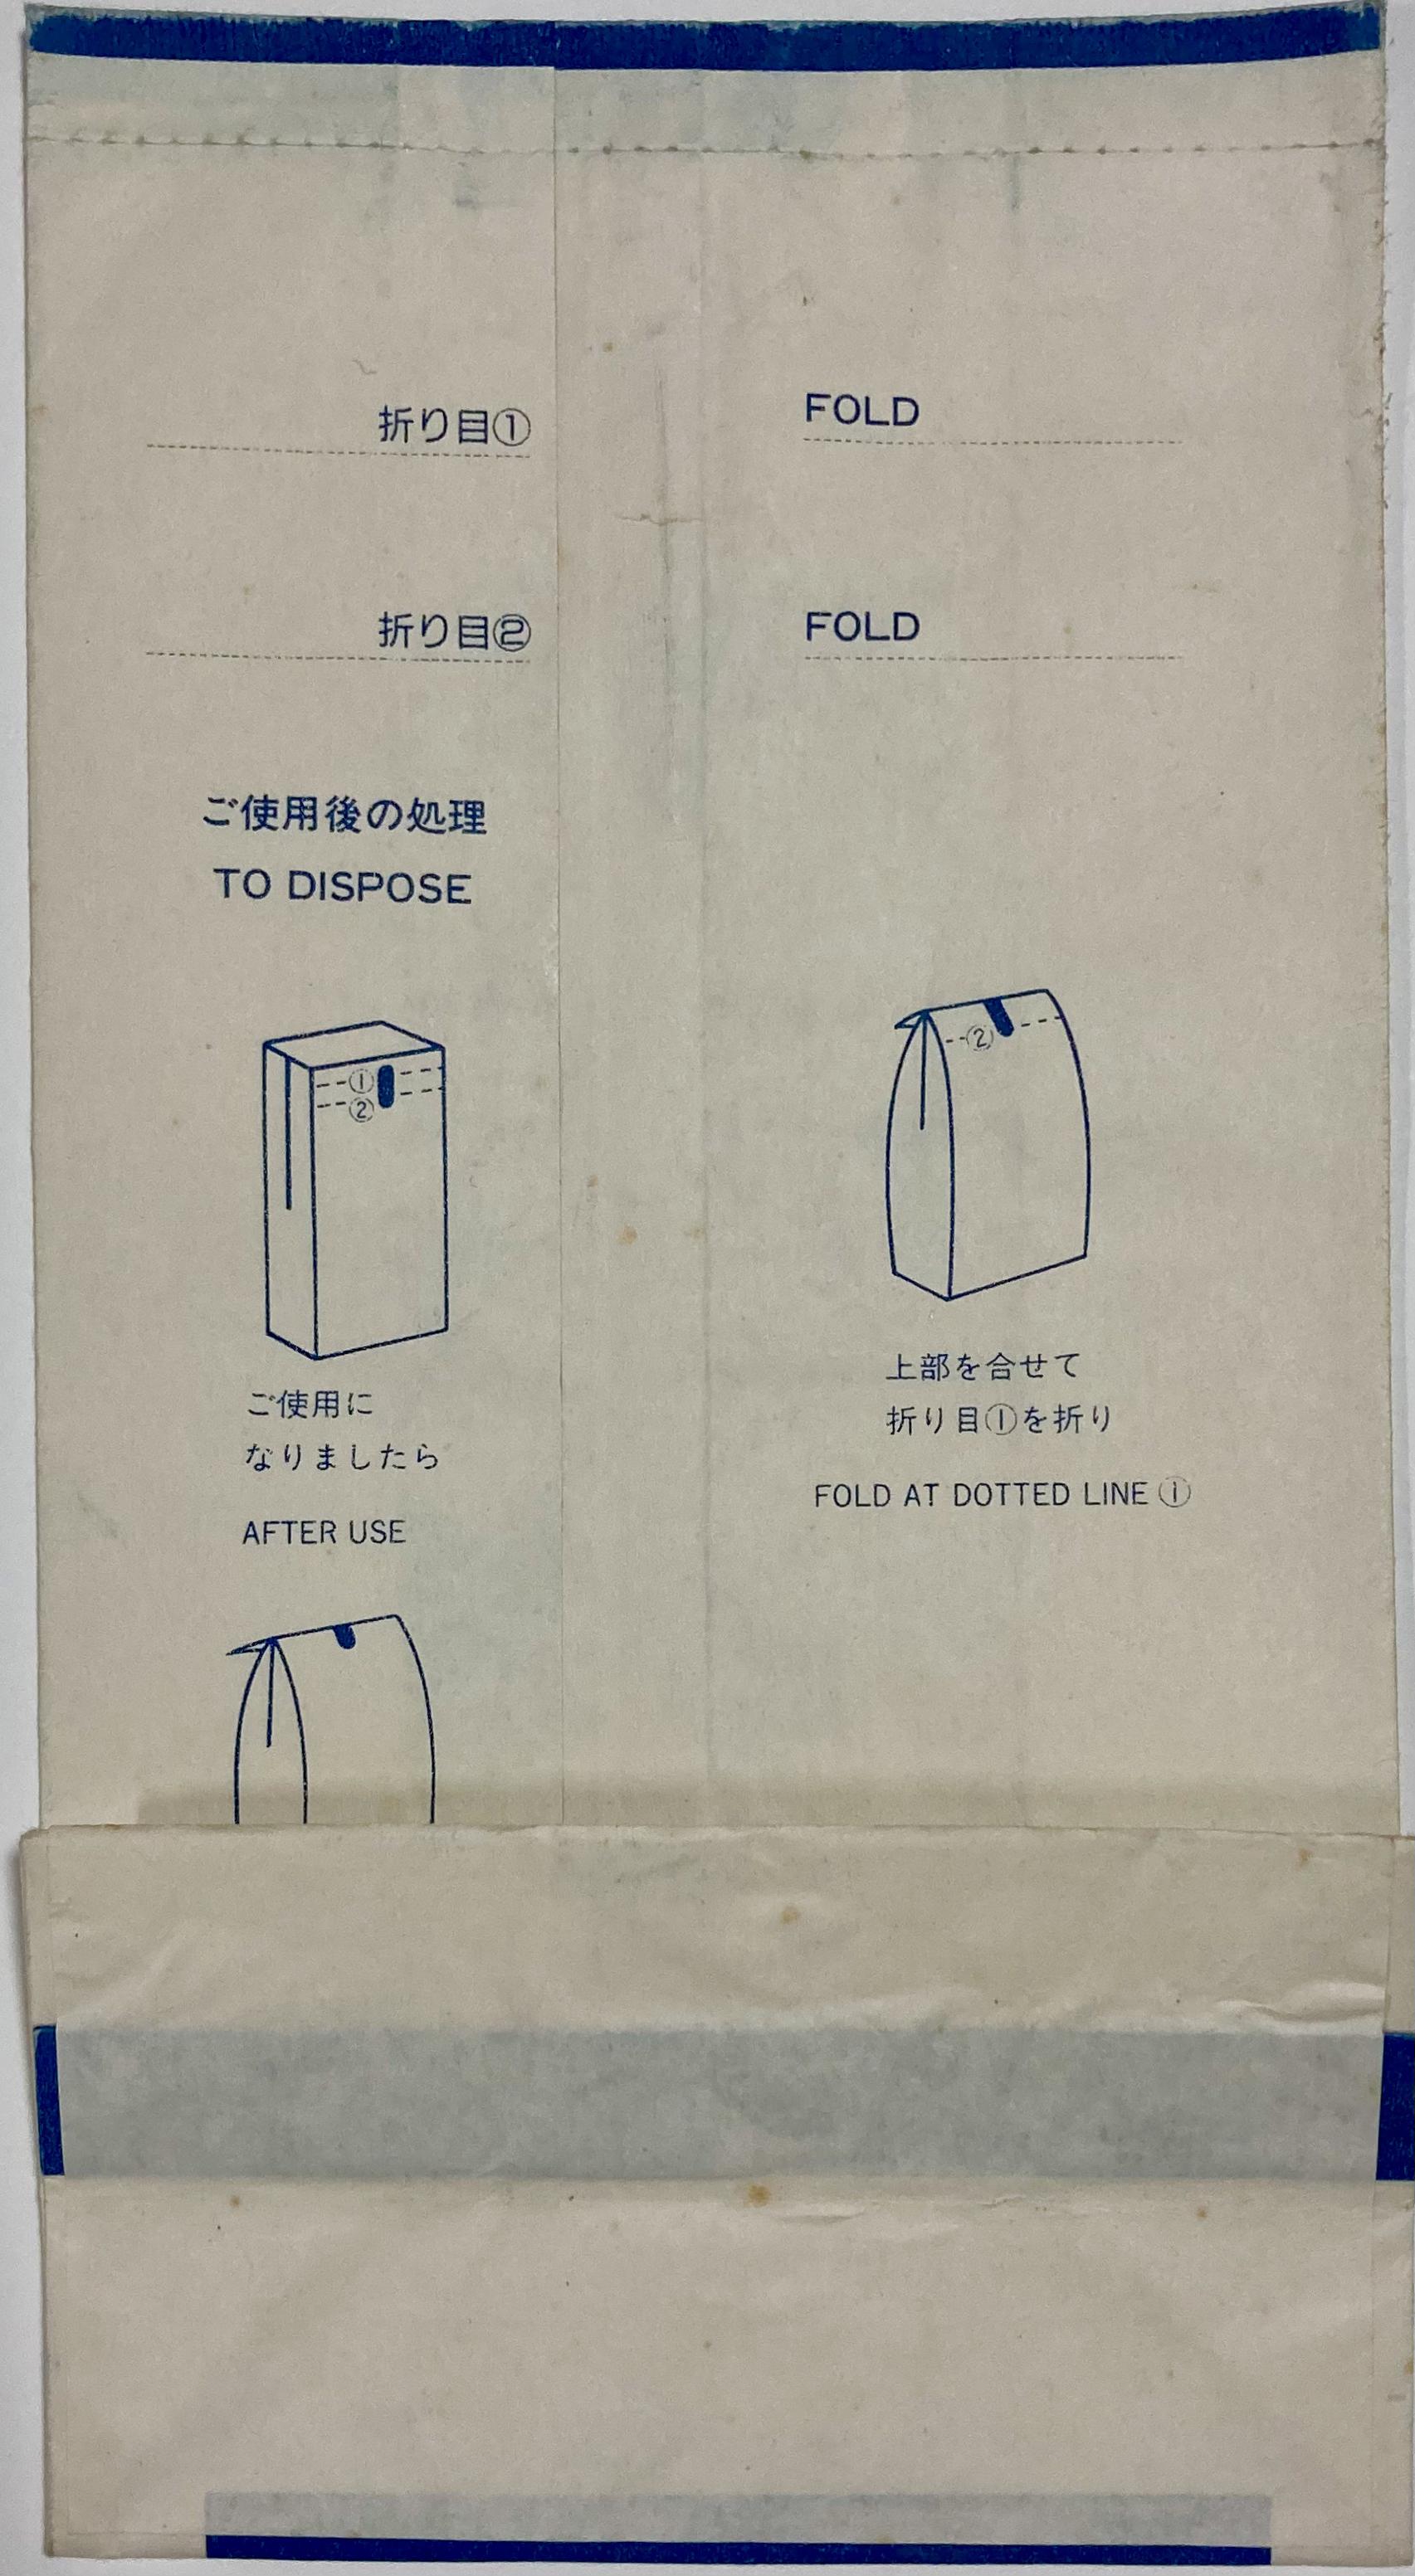 折り目①
FOLD
折り目②
FOLD
ご使用後の処理
TO DISPOSE
①
②
②
ご使用に
なりましたら
AFTER USE
上部を合せて
折り目①を折り
FOLD AT DOTTED LINE ①